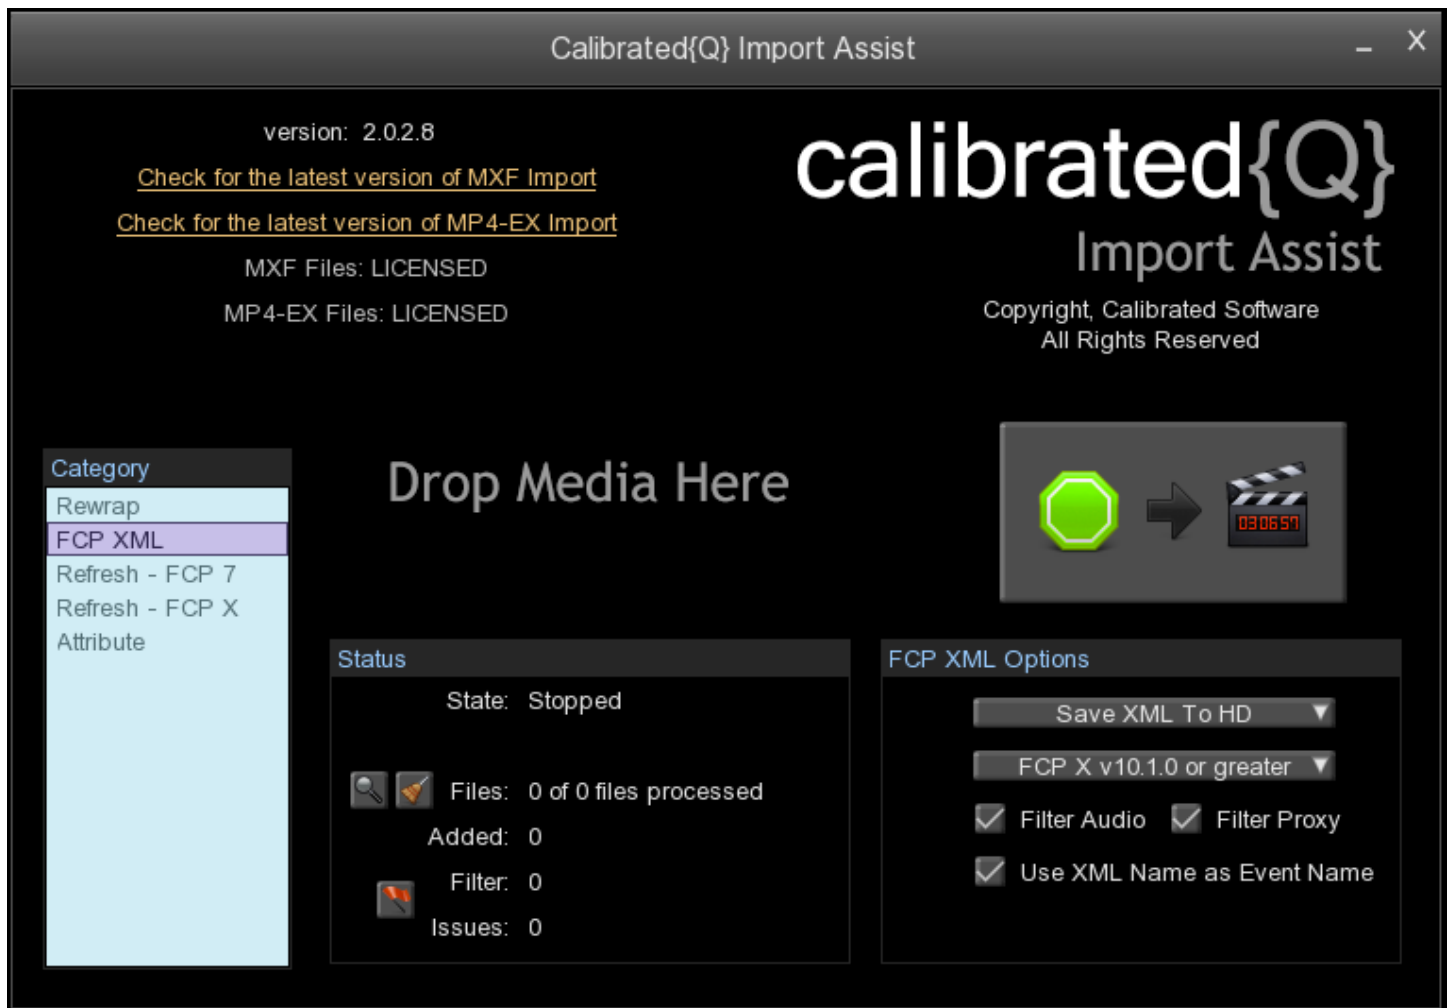 Calibrated{Q} Import Assist
_ X
version: 2.0.2.8
Check for the latest version of MXF Import
Check for the latest version of MP4-EX Import
MXF Files: LICENSED
MP4-EX Files: LICENSED
calibrated{Q}
Import Assist
Copyright, Calibrated Software
All Rights Reserved
Category
Rewrap
FCP XML
Refresh - FCP 7
Refresh - FCP X
Attribute
Drop Media Here
030657
Status
State: Stopped
Files: 0 of 0 files processed
Added: 0
Filter: 0
Issues: 0
FCP XML Options
Save XML To HD
FCP X v10.1.0 or greater
Filter Audio Filter Proxy
Use XML Name as Event Name